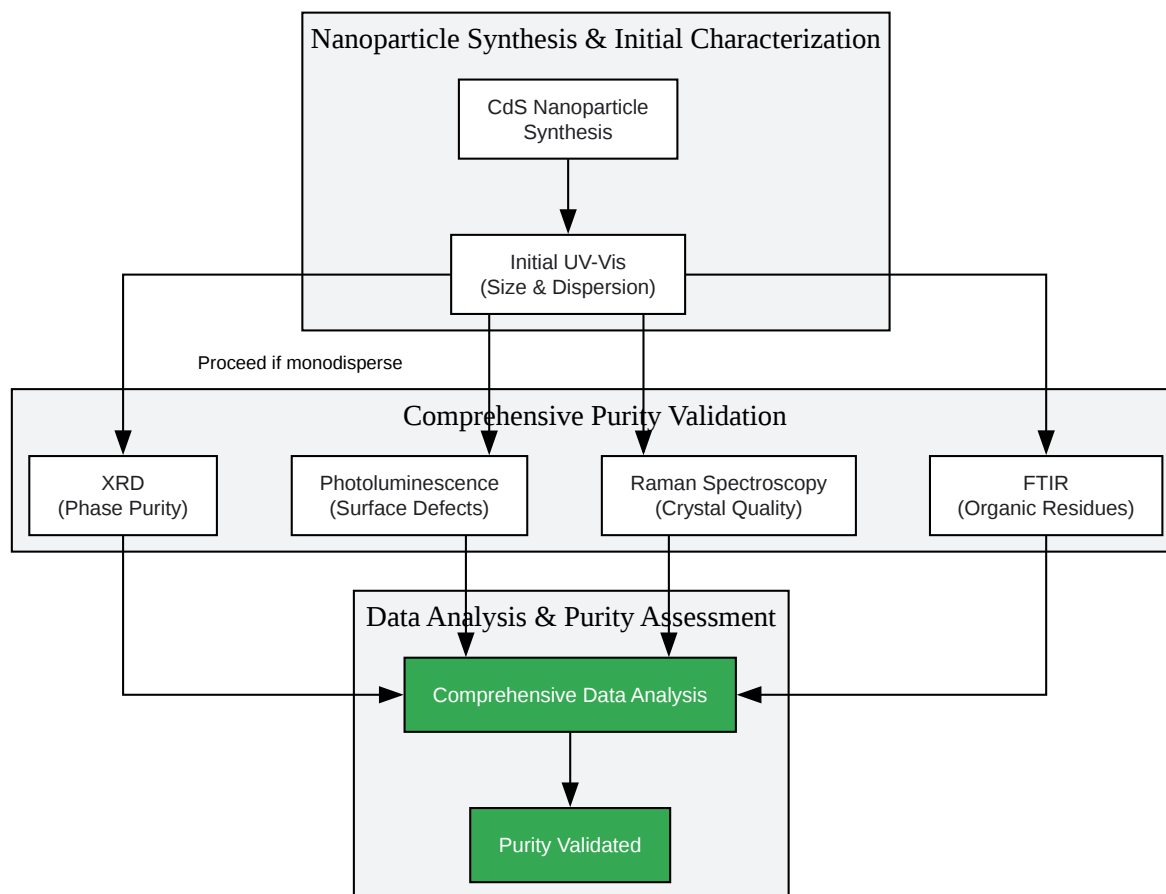 Nanoparticle Synthesis & Initial Characterization
CdS Nanoparticle
Synthesis
Initial UV-Vis
(Size & Dispersion)
Proceed if monodisperse
Comprehensive Purity Validation
XRD
(Phase Purity)
Photoluminescence
(Surface Defects)
Raman Spectroscopy
(Crystal Quality)
FTIR
(Organic Residues)
Data Analysis & Purity Assessment
Comprehensive Data Analysis
Purity Validated